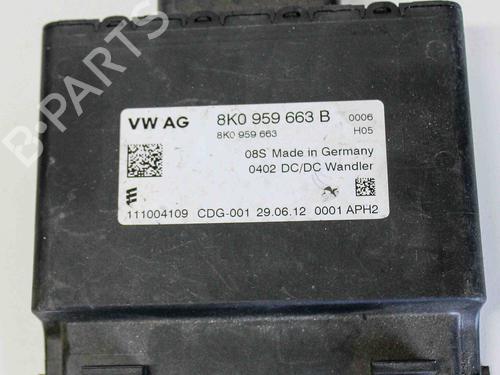 B-PARTS
VW AG 8K0 959 663 B 0006
8K0 959 663 H05
08S Made in Germany
0402 DC/DC Wandler
111004109 CDG-001 29.06.12 0001 APH2